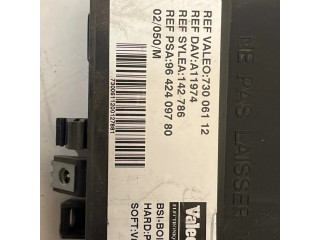 REF VALEO:730 061 12
REF DAV:A11974
REF SYLEA:142 786
REF PSA:96 424 097 80
02/050/M
NE PAS LAISSER
Valeo
ELECTRONIQUE
BSI-BOI
HARD:P
SOFT:V